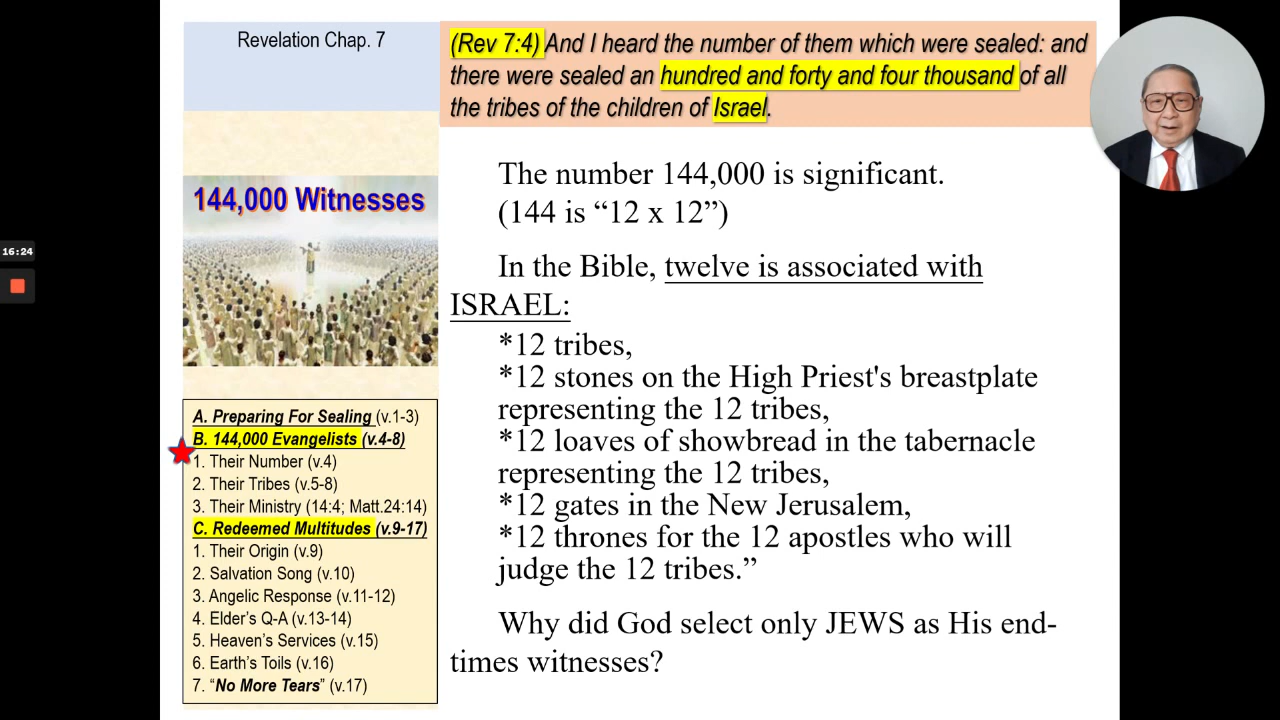 Revelation Chap. 7
(Rev 7:4) And I heard the number of them which were sealed: and
there were sealed an hundred and forty and four thousand of all
the tribes of the children of Israel.
144,000 Witnesses
16:24
A. Preparing For Sealing (v.1-3)
B. 144,000 Evangelists (v.4-8)
1. Their Number (v.4)
2. Their Tribes (v.5-8)
3. Their Ministry (14:4; Matt.24:14)
C. Redeemed Multitudes (v.9-17)
1. Their Origin (v.9)
2. Salvation Song (v.10)
3. Angelic Response (v.11-12)
4. Elder’s Q-A (v.13-14)
5. Heaven’s Services (v.15)
6. Earth’s Toils (v.16)
7. “No More Tears” (v.17)
The number 144,000 is significant.
(144 is “12 x 12”)
In the Bible, twelve is associated with
ISRAEL:
*12 tribes,
*12 stones on the High Priest's breastplate
representing the 12 tribes,
*12 loaves of showbread in the tabernacle
representing the 12 tribes,
*12 gates in the New Jerusalem,
*12 thrones for the 12 apostles who will
judge the 12 tribes.”
Why did God select only JEWS as His end-
times witnesses?